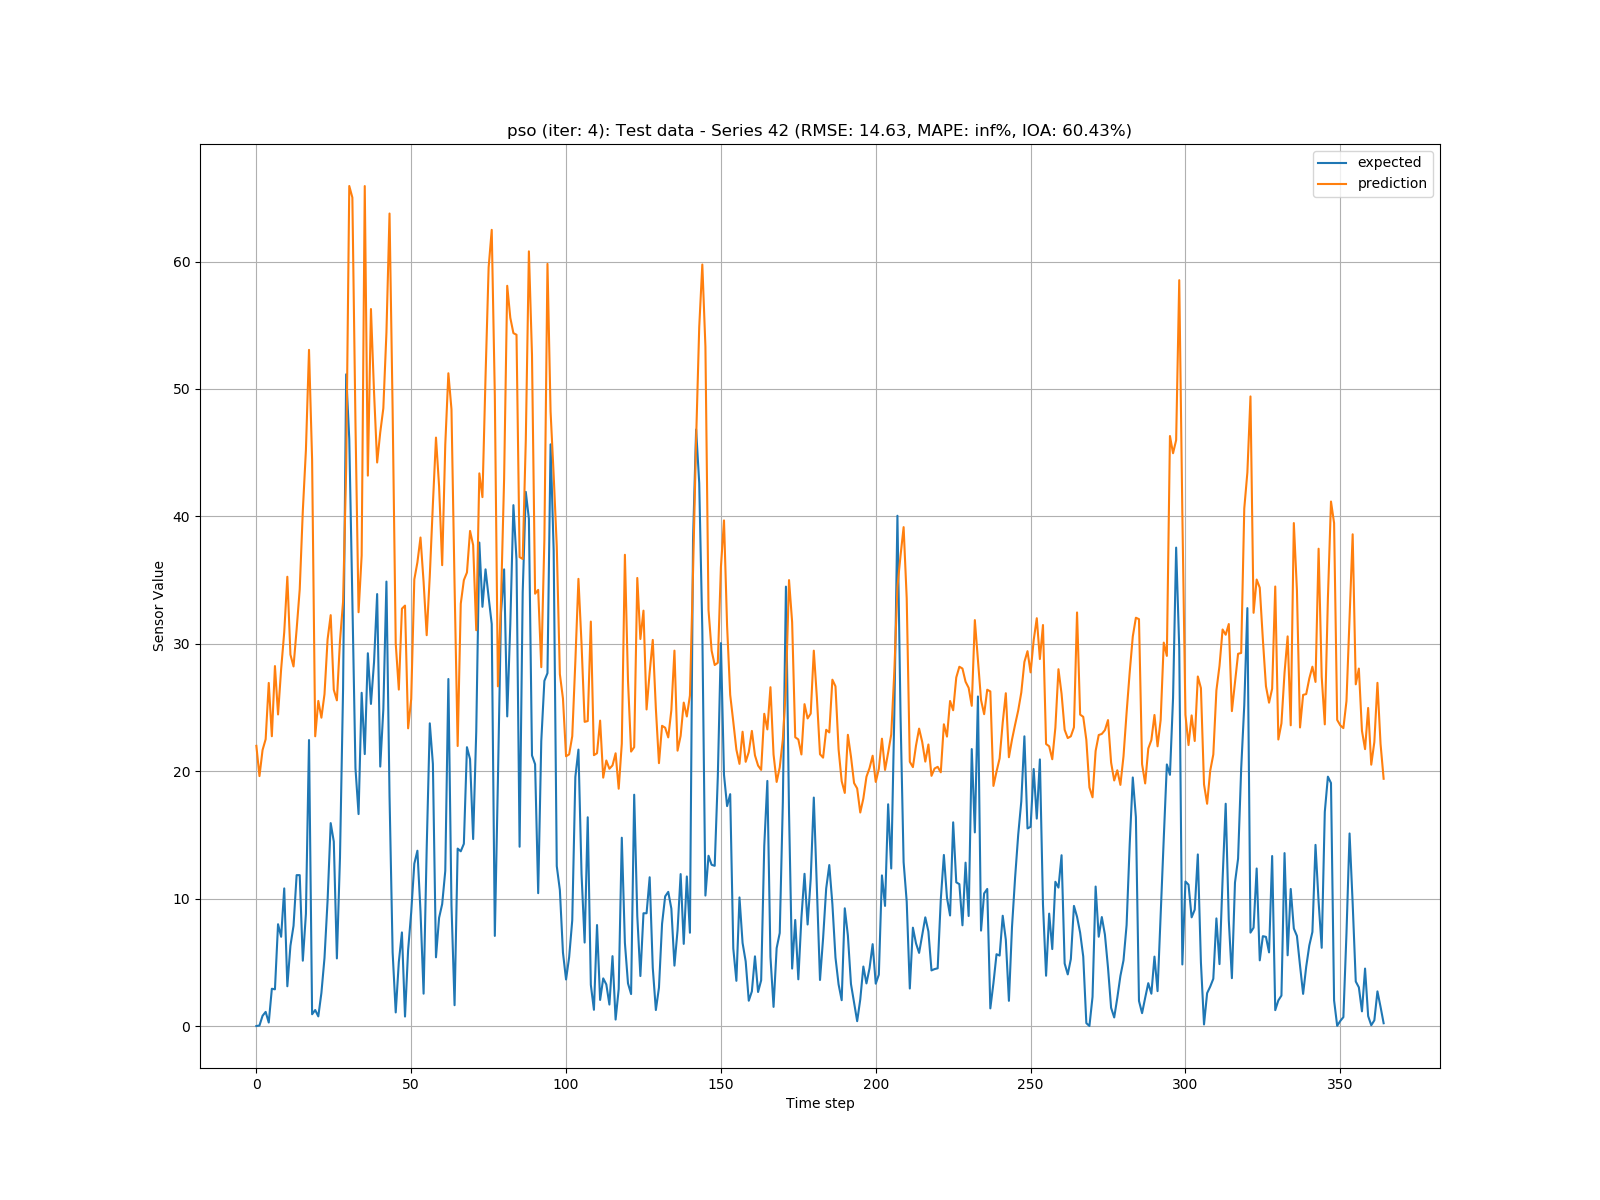 pso (iter: 4): Test data - Series 42 (RMSE: 14.63, MAPE: inf%, IOA: 60.43%)
expected
prediction
60
50
40
30
20
10
0
Sensor Value
0 50 100 150 200 250 300 350
Time step